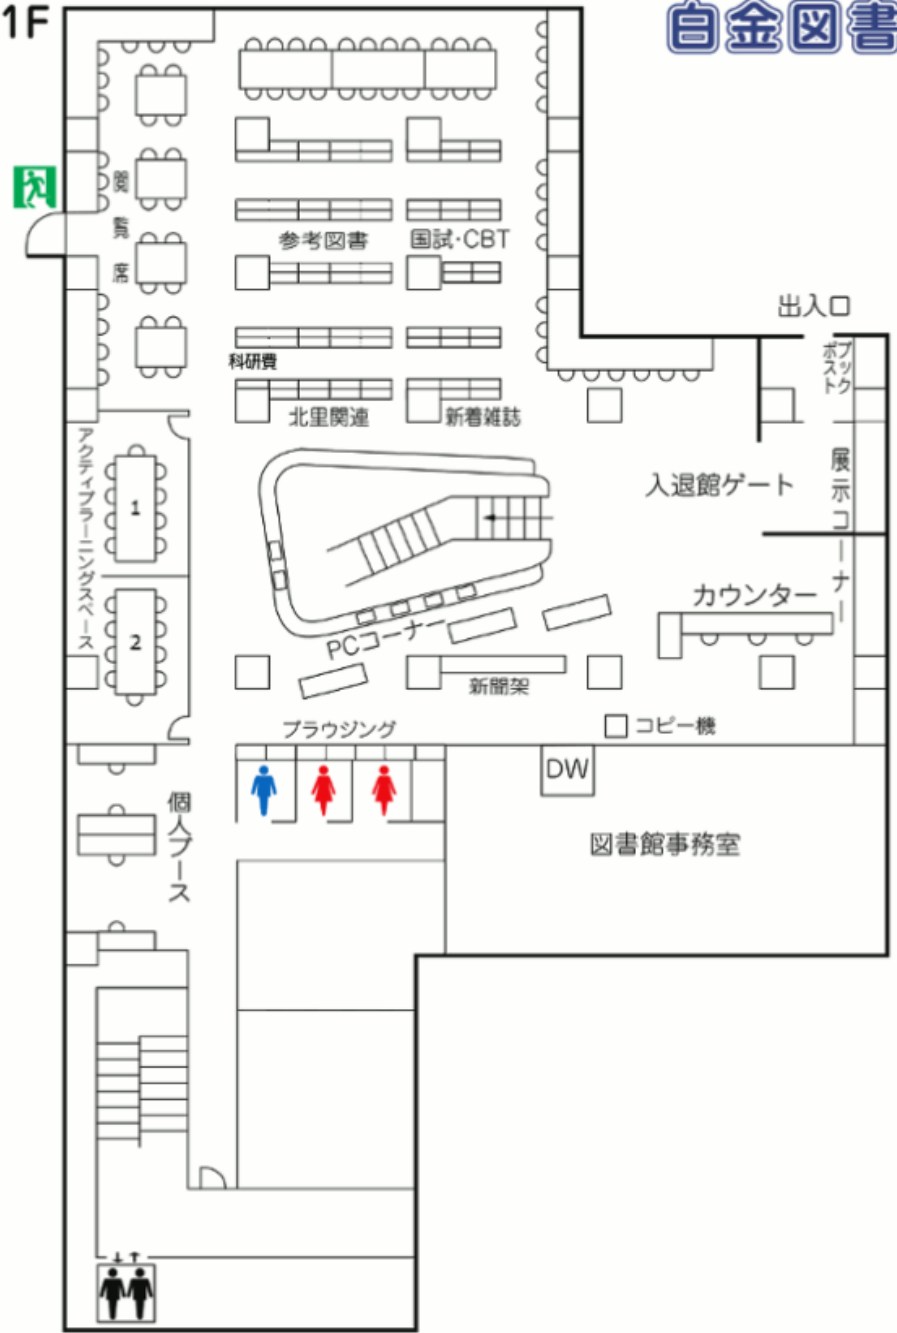 1F
白金図書
閲覧席
参考図書
国試・CBT
出入口
ブックポスト
科研費
北里関連
新着雑誌
アクティブラーニングスペース
1
入退館ゲート
展示コーナー
カウンター
2
PCコーナー
新聞架
ブラウジング
コピー機
DW
個人ブース
図書館事務室